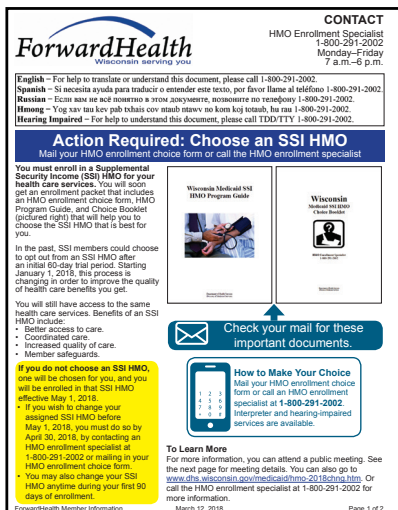 CONTACT
HMO Enrollment Specialist
1-800-291-2002
Monday–Friday
7 a.m.–6 p.m.
ForwardHealth
Wisconsin serving you
English – For help to translate or understand this document, please call 1-800-291-2002.
Spanish – Si necesita ayuda para traducir o entender este texto, por favor llame al teléfono 1-800-291-2002.
Russian – Если вам не всё понятно в этом документе, позвоните по телефону 1-800-291-2002.
Hmong – Yog xav tau kev pab txhais cov ntaub ntawv no kom koj totaub, hu rau 1-800-291-2002.
Hearing Impaired – For help to understand this document, please call TDD/TTY 1-800-291-2002.
Action Required: Choose an SSI HMO
Mail your HMO enrollment choice form or call the HMO enrollment specialist
You must enroll in a Supplemental
Security Income (SSI) HMO for your
health care services. You will soon
get an enrollment packet that includes
an HMO enrollment choice form, HMO
Program Guide, and Choice Booklet
(pictured right) that will help you to
choose the SSI HMO that is best for
you.
In the past, SSI members could choose
to opt out from an SSI HMO after
an initial 60-day trial period. Starting
January 1, 2018, this process is
changing in order to improve the quality
of health care benefits you get.
You will still have access to the same
health care services. Benefits of an SSI
HMO include:
• Better access to care.
• Coordinated care.
• Increased quality of care.
• Member safeguards.
If you do not choose an SSI HMO,
one will be chosen for you, and you
will be enrolled in that SSI HMO
effective May 1, 2018.
• If you wish to change your
assigned SSI HMO before
May 1, 2018, you must do so by
April 30, 2018, by contacting an
HMO enrollment specialist at
1-800-291-2002 or mailing in your
HMO enrollment choice form.
• You may also change your SSI
HMO anytime during your first 90
days of enrollment.
Wisconsin Medicaid SSI
HMO Program Guide
Wisconsin
Medicaid SSI HMO
Choice Booklet
Check your mail for these
important documents.
1 2 3
4 5 6
7 8 9
* 0 #
How to Make Your Choice
Mail your HMO enrollment choice
form or call an HMO enrollment
specialist at 1-800-291-2002.
Interpreter and hearing-impaired
services are available.
To Learn More
For more information, you can attend a public meeting. See
the next page for meeting details. You can also go to
www.dhs.wisconsin.gov/medicaid/hmo-2018chng.htm. Or
call the HMO enrollment specialist at 1-800-291-2002 for
more information.
ForwardHealth Member Information March 12, 2018 Page 1 of 2